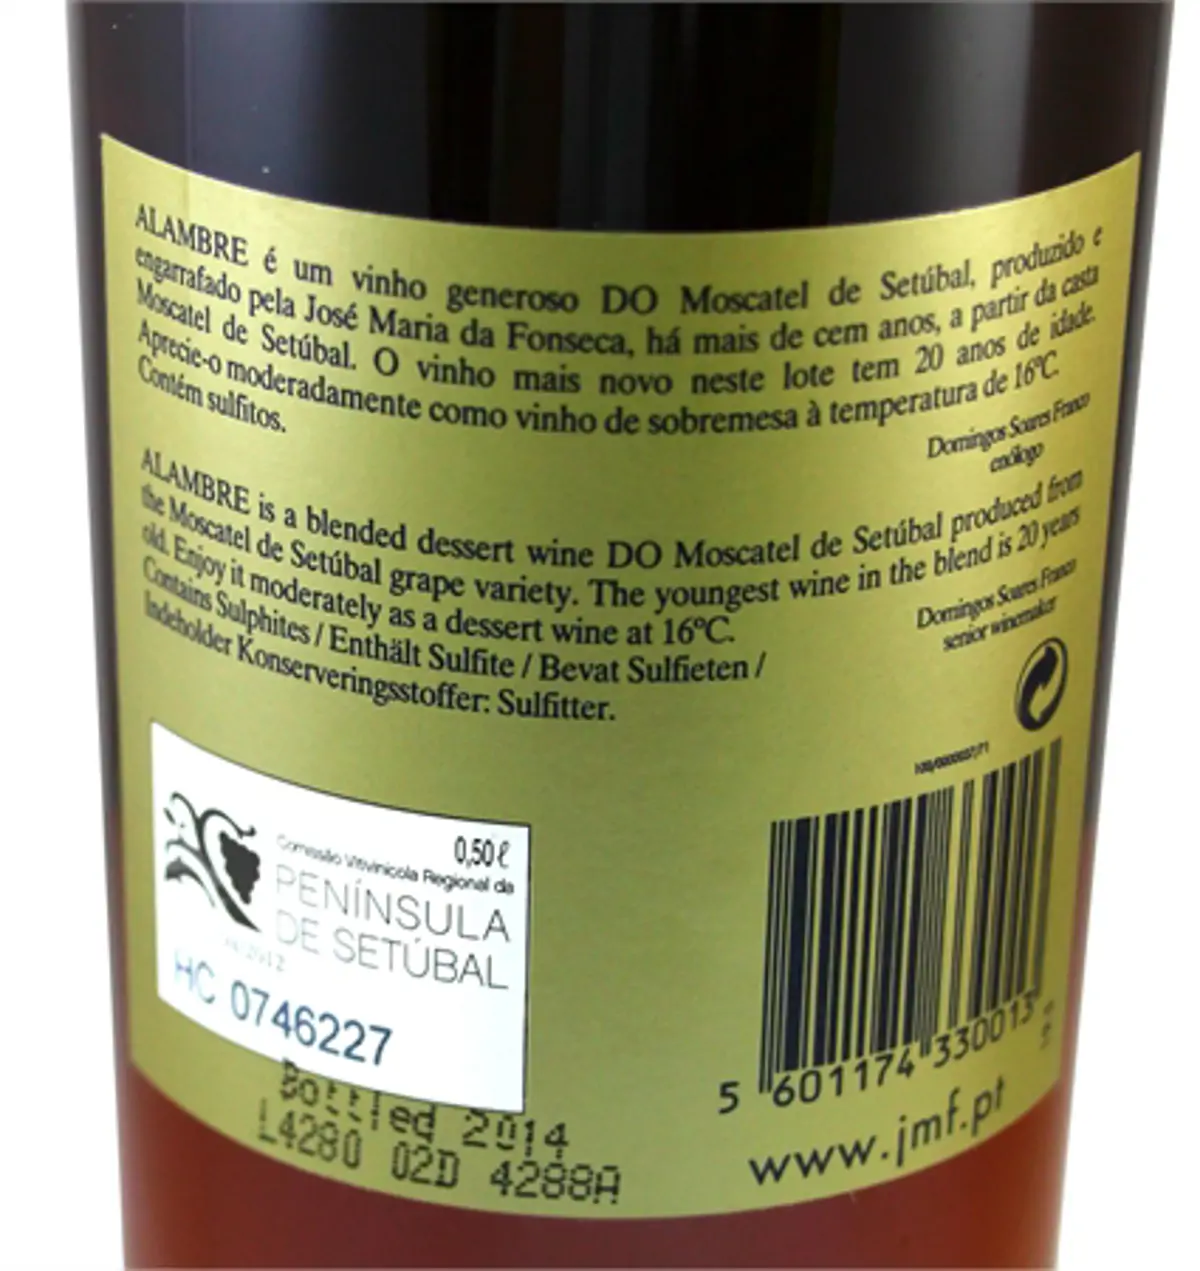 ALAMBRE é um vinho generoso DO Moscatel de Setúbal, produzido e
engarrafado pela José Maria da Fonseca, há mais de cem anos, a partir da casta
Moscatel de Setúbal. O vinho mais novo neste lote tem 20 anos de idade.
Aprecie-o moderadamente como vinho de sobremesa à temperatura de 16ºC.
Contém sulfitos.
Domingos Soares Franco
enólogo
ALAMBRE is a blended dessert wine DO Moscatel de Setúbal produced from
the Moscatel de Setúbal grape variety. The youngest wine in the blend is 20 years
old. Enjoy it moderately as a dessert wine at 16ºC.
Contains Sulphites / Enthält Sulfite / Bevat Sulfieten /
Indeholder Konserveringsstoffer: Sulfitter.
Domingos Soares Franco
senior winemaker
0,50ℓ
Comissão Vitivinícola Regional da
PENÍNSULA
DE SETÚBAL
HC 0746227
Bottled 2014
L4280 02D 4288A
5 601174 330013
www.jmf.pt